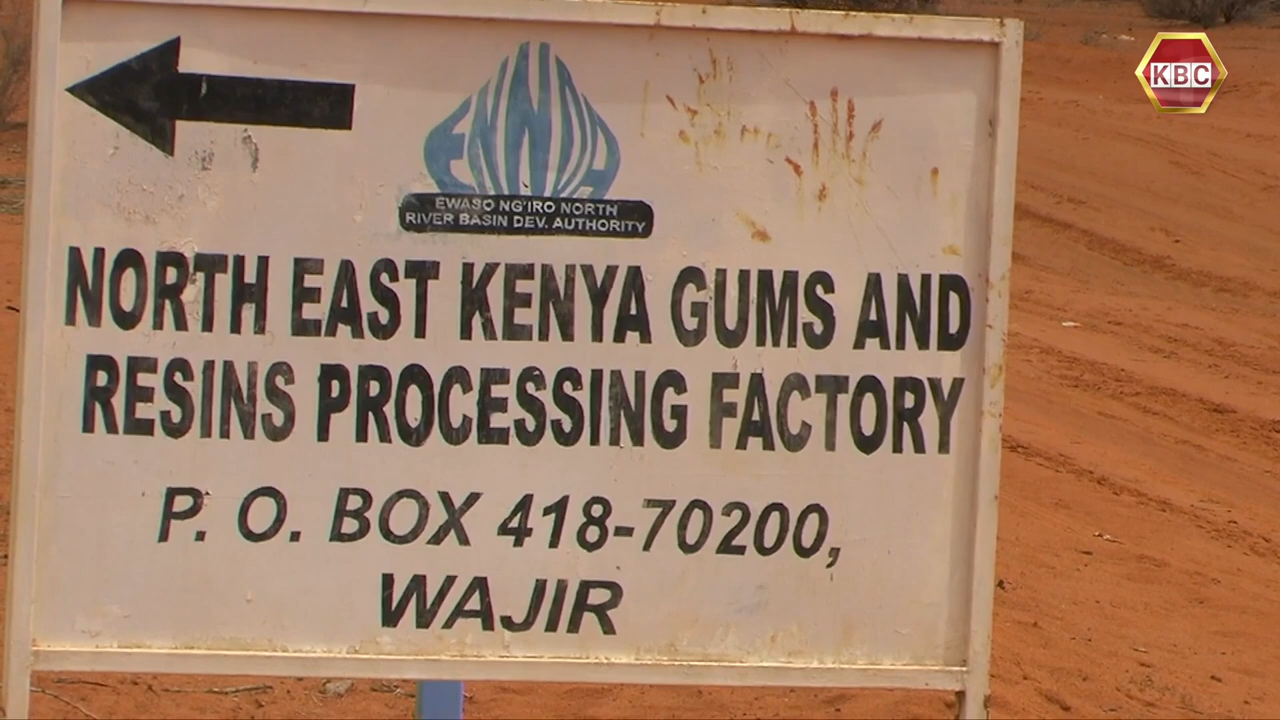 KBC
ENNDA
EWASO NG'IRO NORTH
RIVER BASIN DEV. AUTHORITY
NORTH EAST KENYA GUMS AND
RESINS PROCESSING FACTORY
P. O. BOX 418-70200,
WAJIR